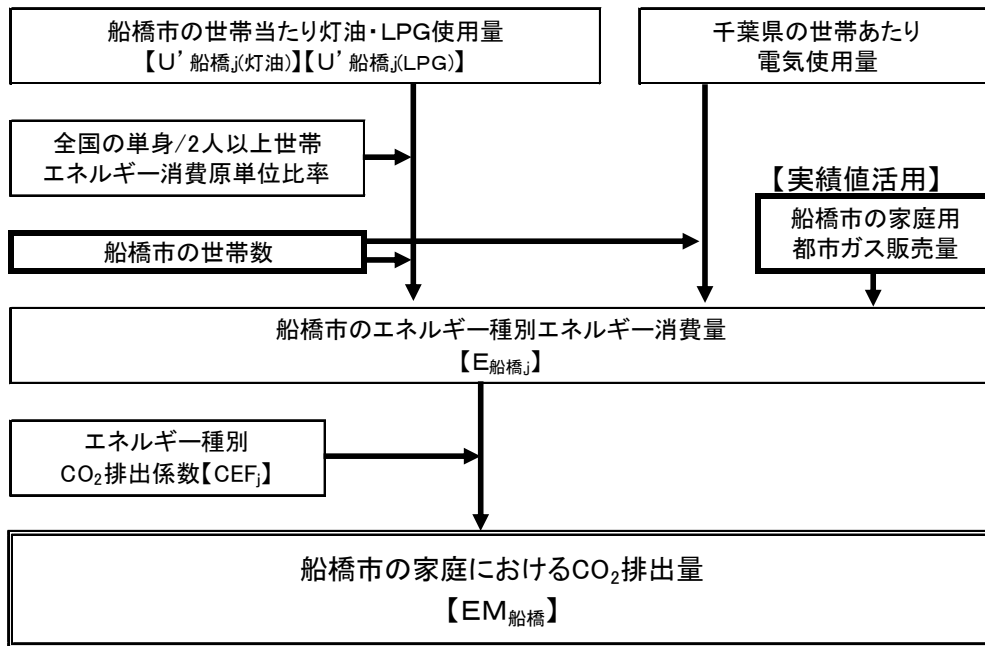 船橋市の世帯当たり灯油・LPG使用量
【U’船橋j(灯油)】【U’船橋j(LPG)】
千葉県の世帯あたり
電気使用量
全国の単身/2人以上世帯
エネルギー消費原単位比率
【実績値活用】
船橋市の家庭用
都市ガス販売量
船橋市の世帯数
船橋市のエネルギー種別エネルギー消費量
【E船橋j】
エネルギー種別
CO₂排出係数【CEFj】
船橋市の家庭におけるCO₂排出量
【EM船橋】